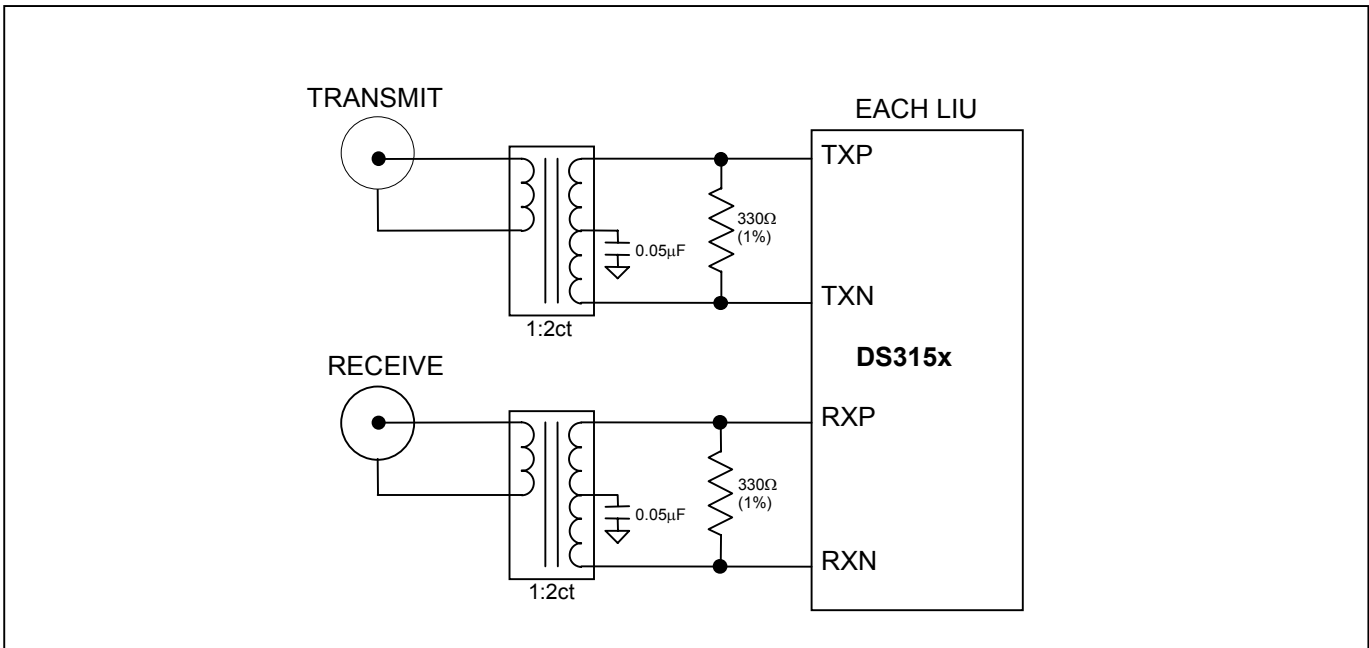 TRANSMIT
EACH LIU
TXP
330Ω
(1%)
0.05µF
TXN
1:2ct
DS315x
RECEIVE
RXP
330Ω
(1%)
0.05µF
RXN
1:2ct